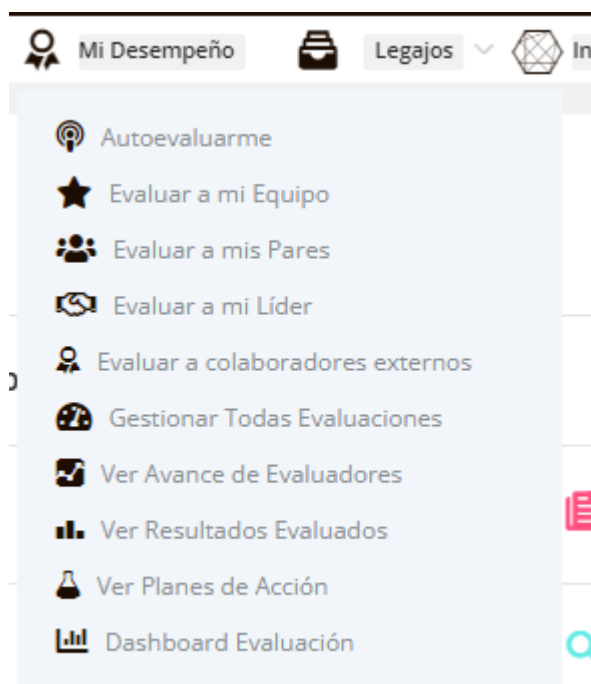 Mi Desempeño Legajos In
Autoevaluarme
Evaluar a mi Equipo
Evaluar a mis Pares
Evaluar a mi Líder
Evaluar a colaboradores externos
Gestionar Todas Evaluaciones
Ver Avance de Evaluadores
Ver Resultados Evaluados
Ver Planes de Acción
Dashboard Evaluación